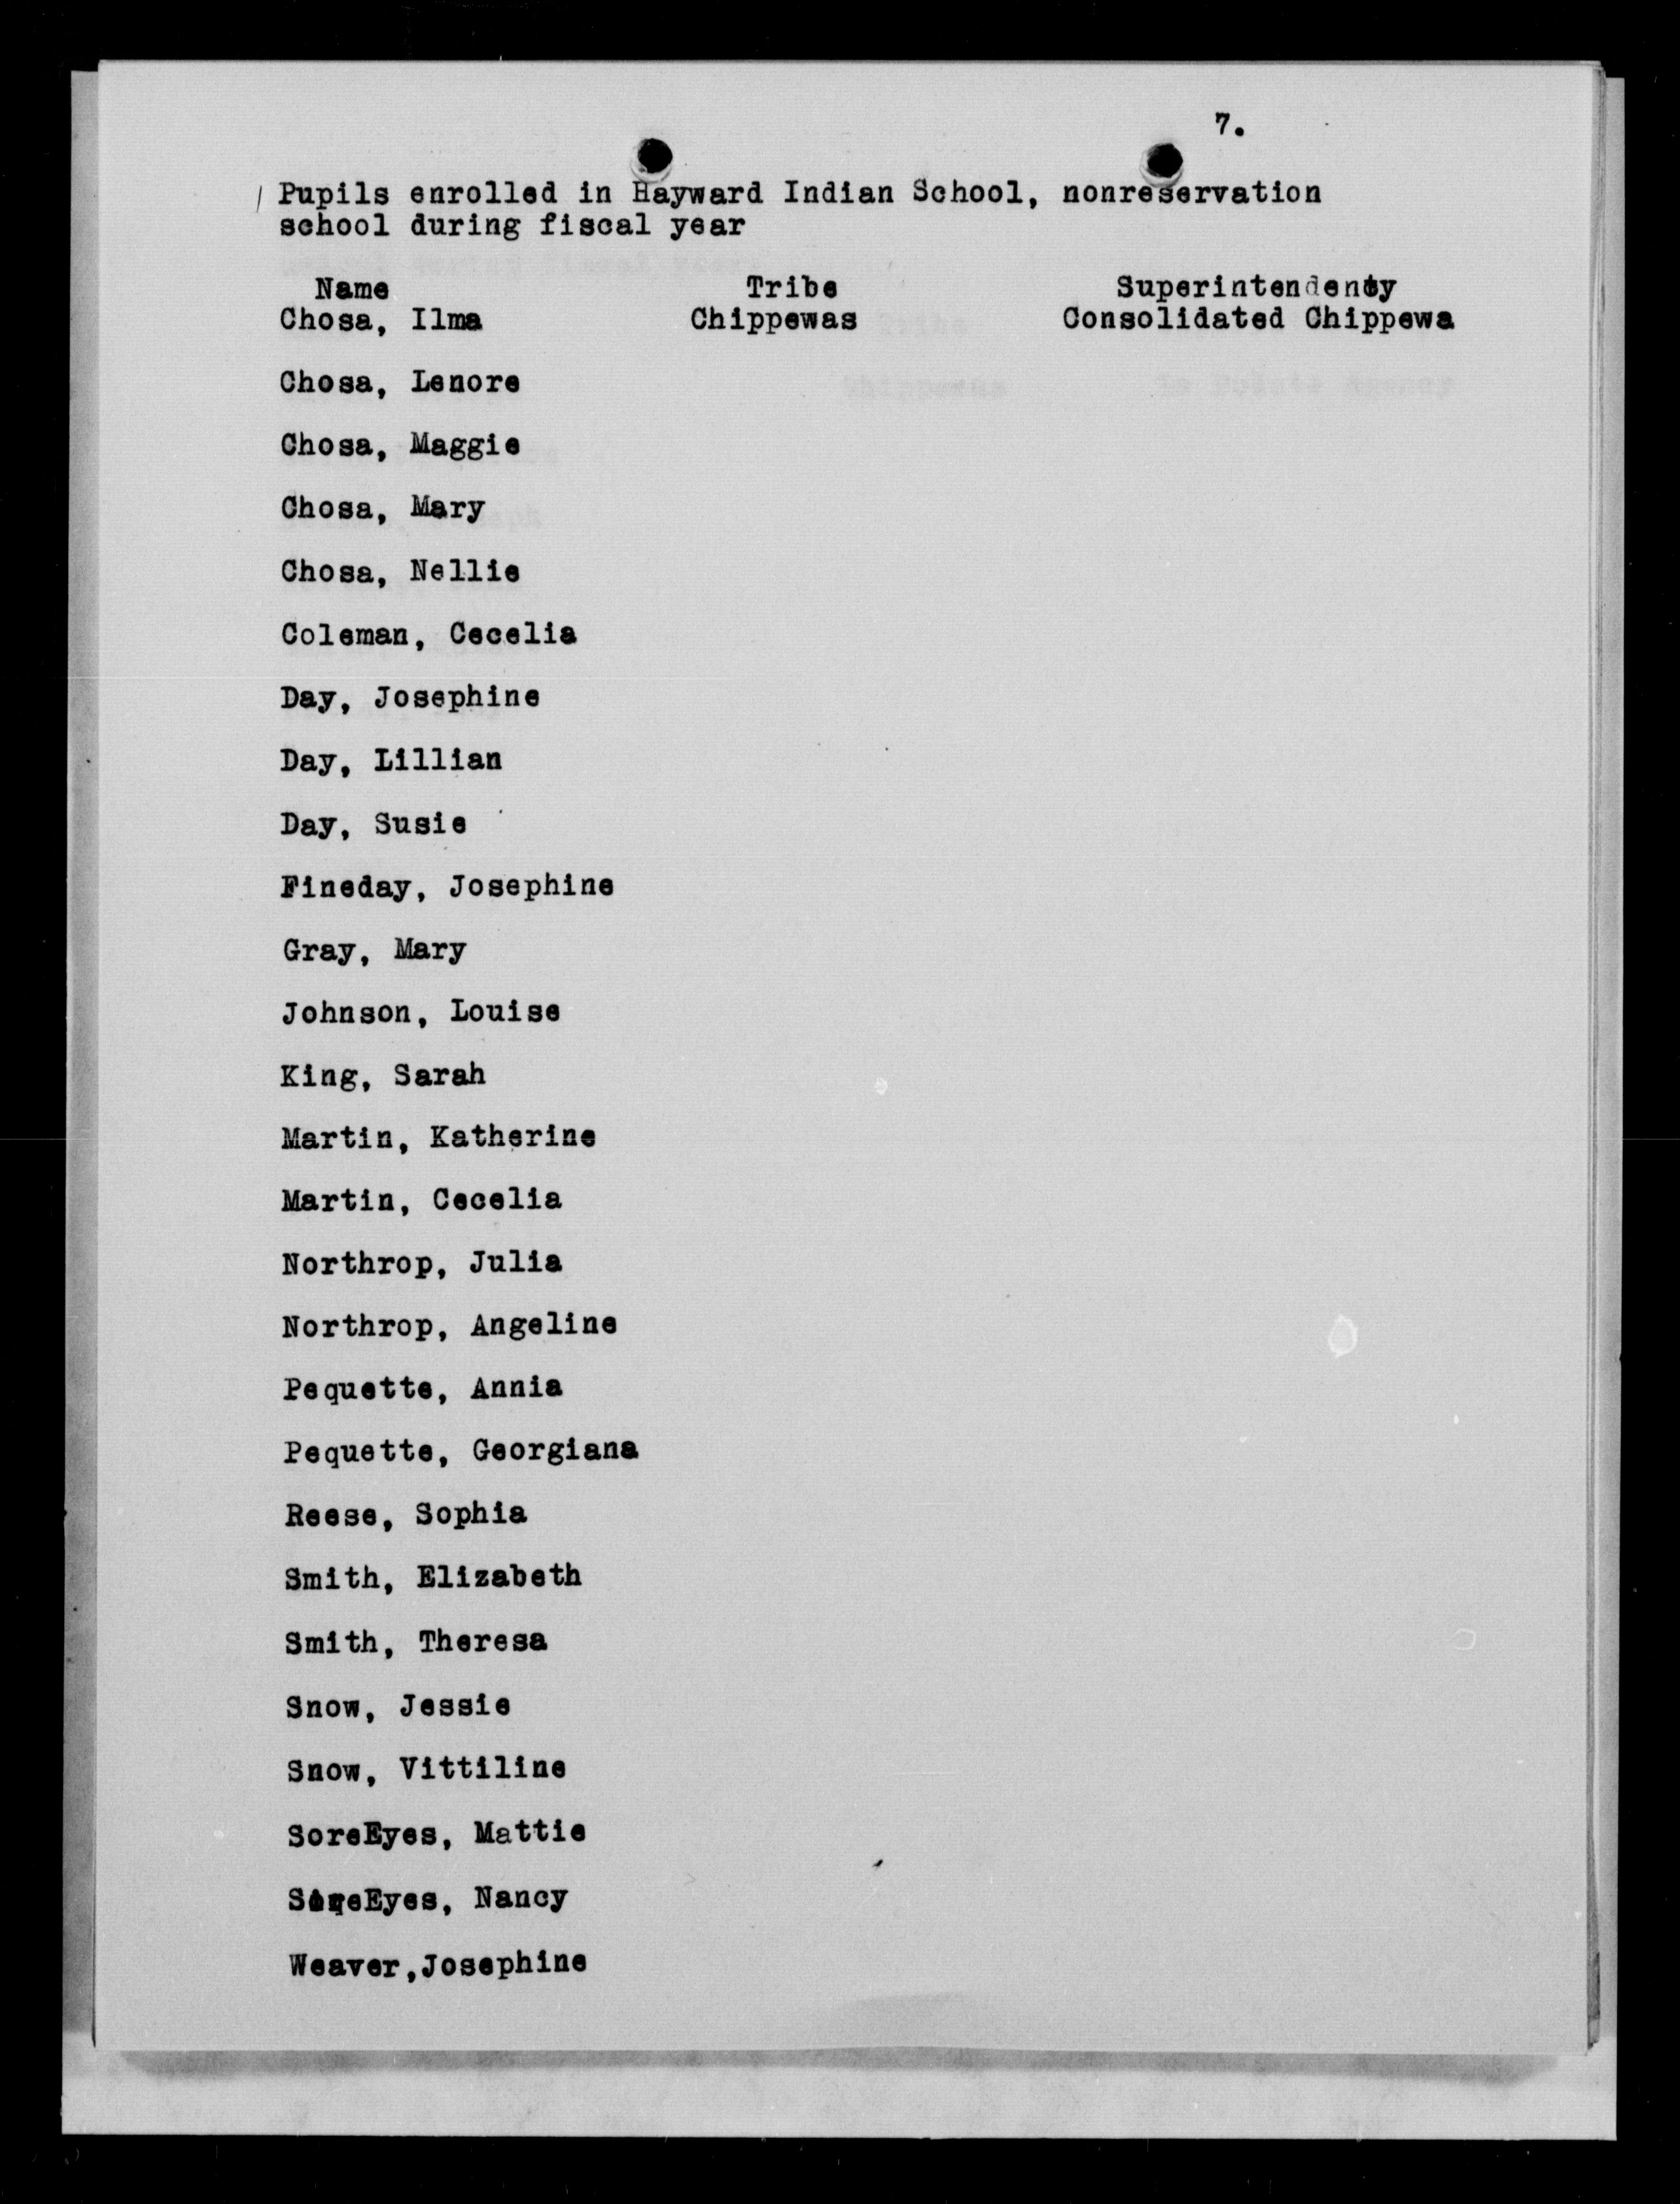 7.
Pupils enrolled in Hayward Indian School, nonreservation
school during fiscal year
Name Tribe Superintendenty
Chosa, Ilma Chippewas Consolidated Chippewa
Chosa, Lenore
Chosa, Maggie
Chosa, Mary
Chosa, Nellie
Coleman, Cecelia
Day, Josephine
Day, Lillian
Day, Susie
Fineday, Josephine
Gray, Mary
Johnson, Louise
King, Sarah
Martin, Katherine
Martin, Cecelia
Northrop, Julia
Northrop, Angeline
Pequette, Annia
Pequette, Georgiana
Reese, Sophia
Smith, Elizabeth
Smith, Theresa
Snow, Jessie
Snow, Vittiline
SoreEyes, Mattie
SoreEyes, Nancy
Weaver,Josephine